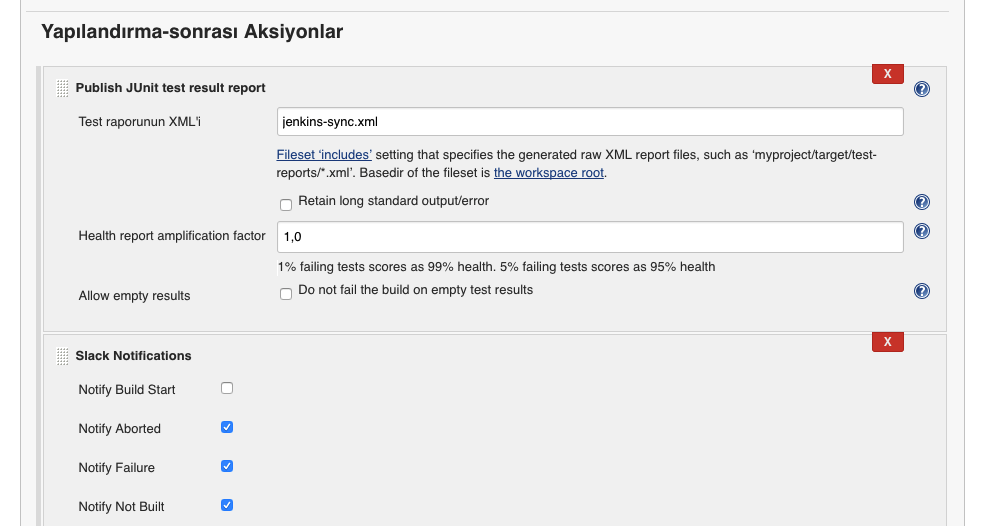 Yapılandırma-sonrası Aksiyonlar
X
Publish JUnit test result report
?
Test raporunun XML'i
jenkins-sync.xml
Fileset ‘includes’ setting that specifies the generated raw XML report files, such as ‘myproject/target/test-
reports/*.xml’. Basedir of the fileset is the workspace root.
Retain long standard output/error
?
Health report amplification factor
1,0
?
1% failing tests scores as 99% health. 5% failing tests scores as 95% health
Allow empty results
Do not fail the build on empty test results
?
X
Slack Notifications
Notify Build Start
Notify Aborted
Notify Failure
Notify Not Built